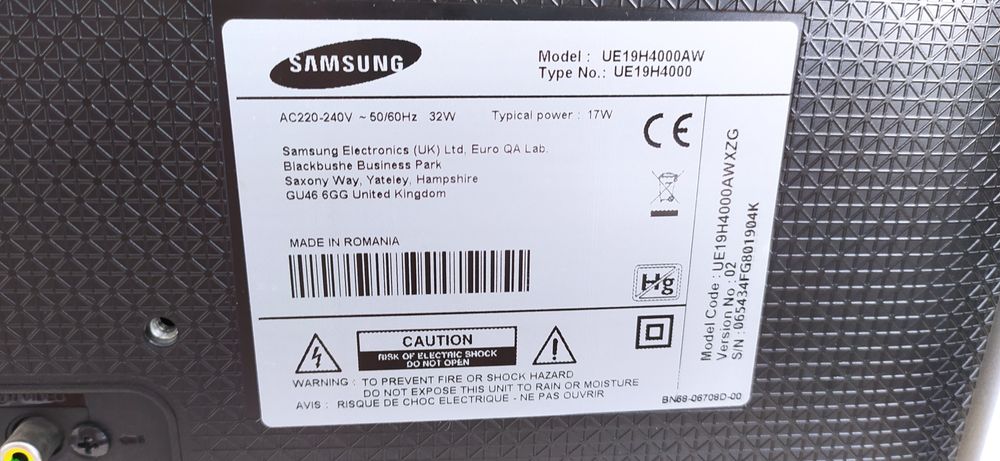 SAMSUNG
Model : UE19H4000AW
Type No.: UE19H4000
AC220-240V ~ 50/60Hz 32W Typical power : 17W
Samsung Electronics (UK) Ltd, Euro QA Lab.
Blackbushe Business Park
Saxony Way, Yateley, Hampshire
GU46 6GG United Kingdom
MADE IN ROMANIA
CE
Hg
Model Code : UE19H4000AWXZG
Version No : 02
S/N : 065434FG801904K
CAUTION
RISK OF ELECTRIC SHOCK
DO NOT OPEN
WARNING : TO PREVENT FIRE OR SHOCK HAZARD
DO NOT EXPOSE THIS UNIT TO RAIN OR MOISTURE
AVIS : RISQUE DE CHOC ELECTRIQUE - NE PAS OUVRIR
BN68-06708D-00